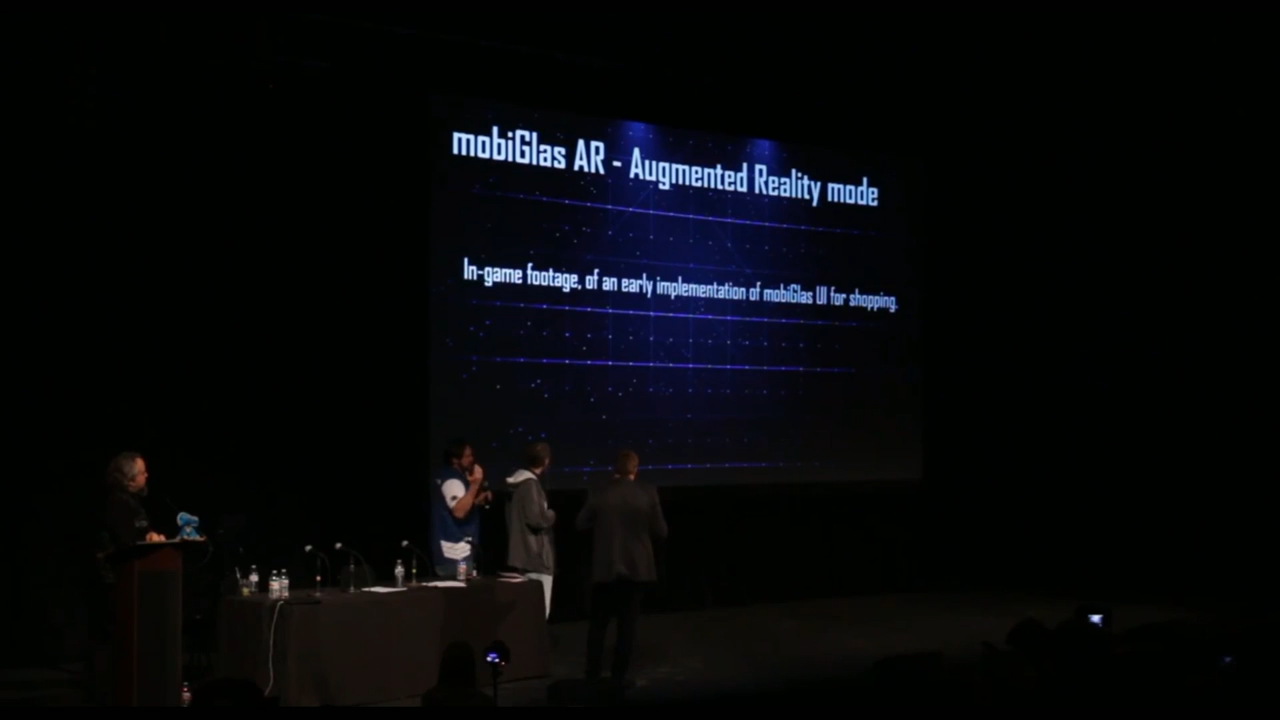 mobiGlas AR - Augmented Reality mode
In-game footage, of an early implementation of mobiGlas UI for shopping.